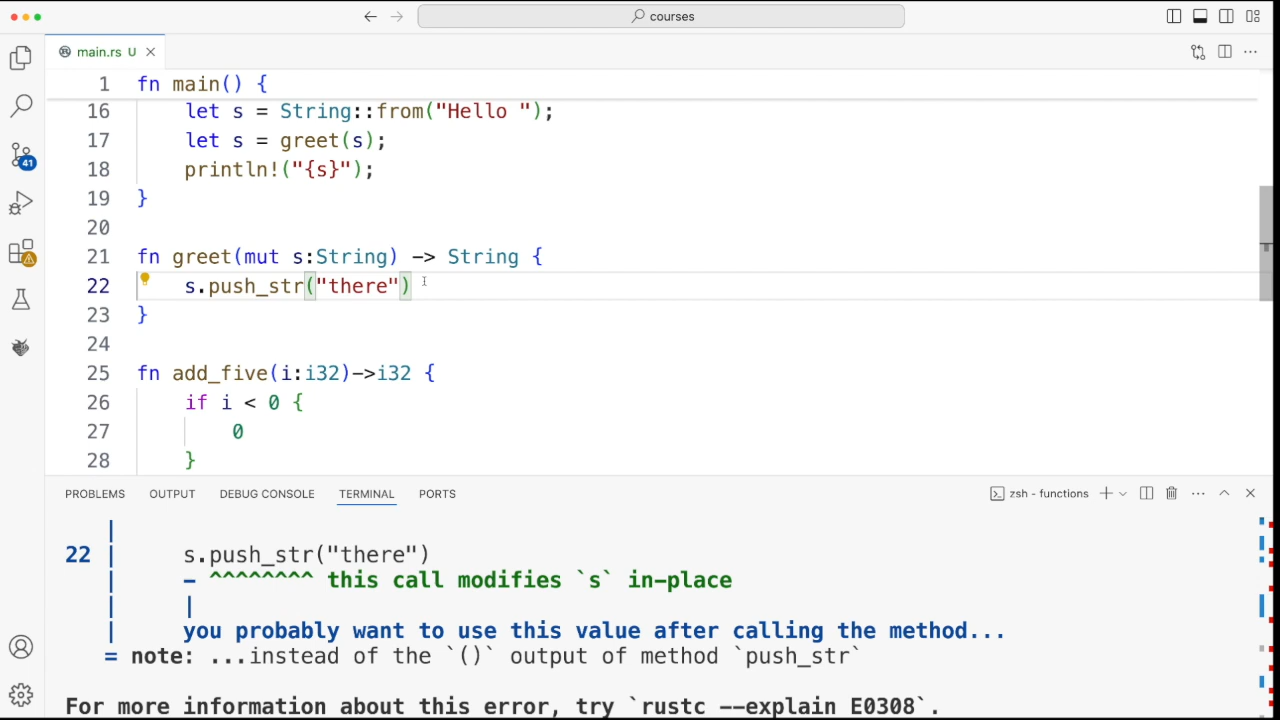 courses
main.rs U
1 fn main() {
16 let s = String::from("Hello ");
17 let s = greet(s);
18 println!("{s}");
19 }
20
21 fn greet(mut s:String) -> String {
22 s.push_str("there")
23 }
24
25 fn add_five(i:i32)->i32 {
26 if i < 0 {
27 0
28 }
41
PROBLEMS OUTPUT DEBUG CONSOLE TERMINAL PORTS zsh - functions
|
22 | s.push_str("there")
| - ^^^^^^^^ this call modifies `s` in-place
| |
| you probably want to use this value after calling the method...
= note: ...instead of the `()` output of method `push_str`
For more information about this error, try `rustc --explain E0308`.